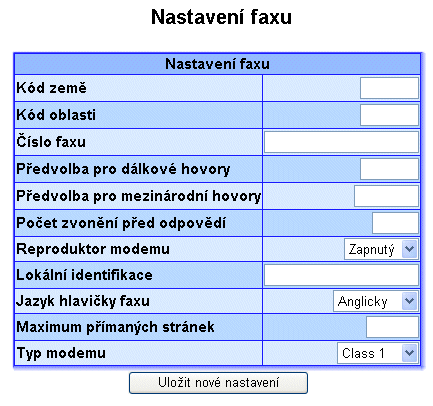 Nastavení faxu
Nastavení faxu
Kód země
Kód oblasti
Číslo faxu
Předvolba pro dálkové hovory
Předvolba pro mezinárodní hovory
Počet zvonění před odpovědí
Reproduktor modemu Zapnutý
Lokální identifikace
Jazyk hlavičky faxu Anglicky
Maximum přímaných stránek
Typ modemu Class 1
Uložit nové nastavení